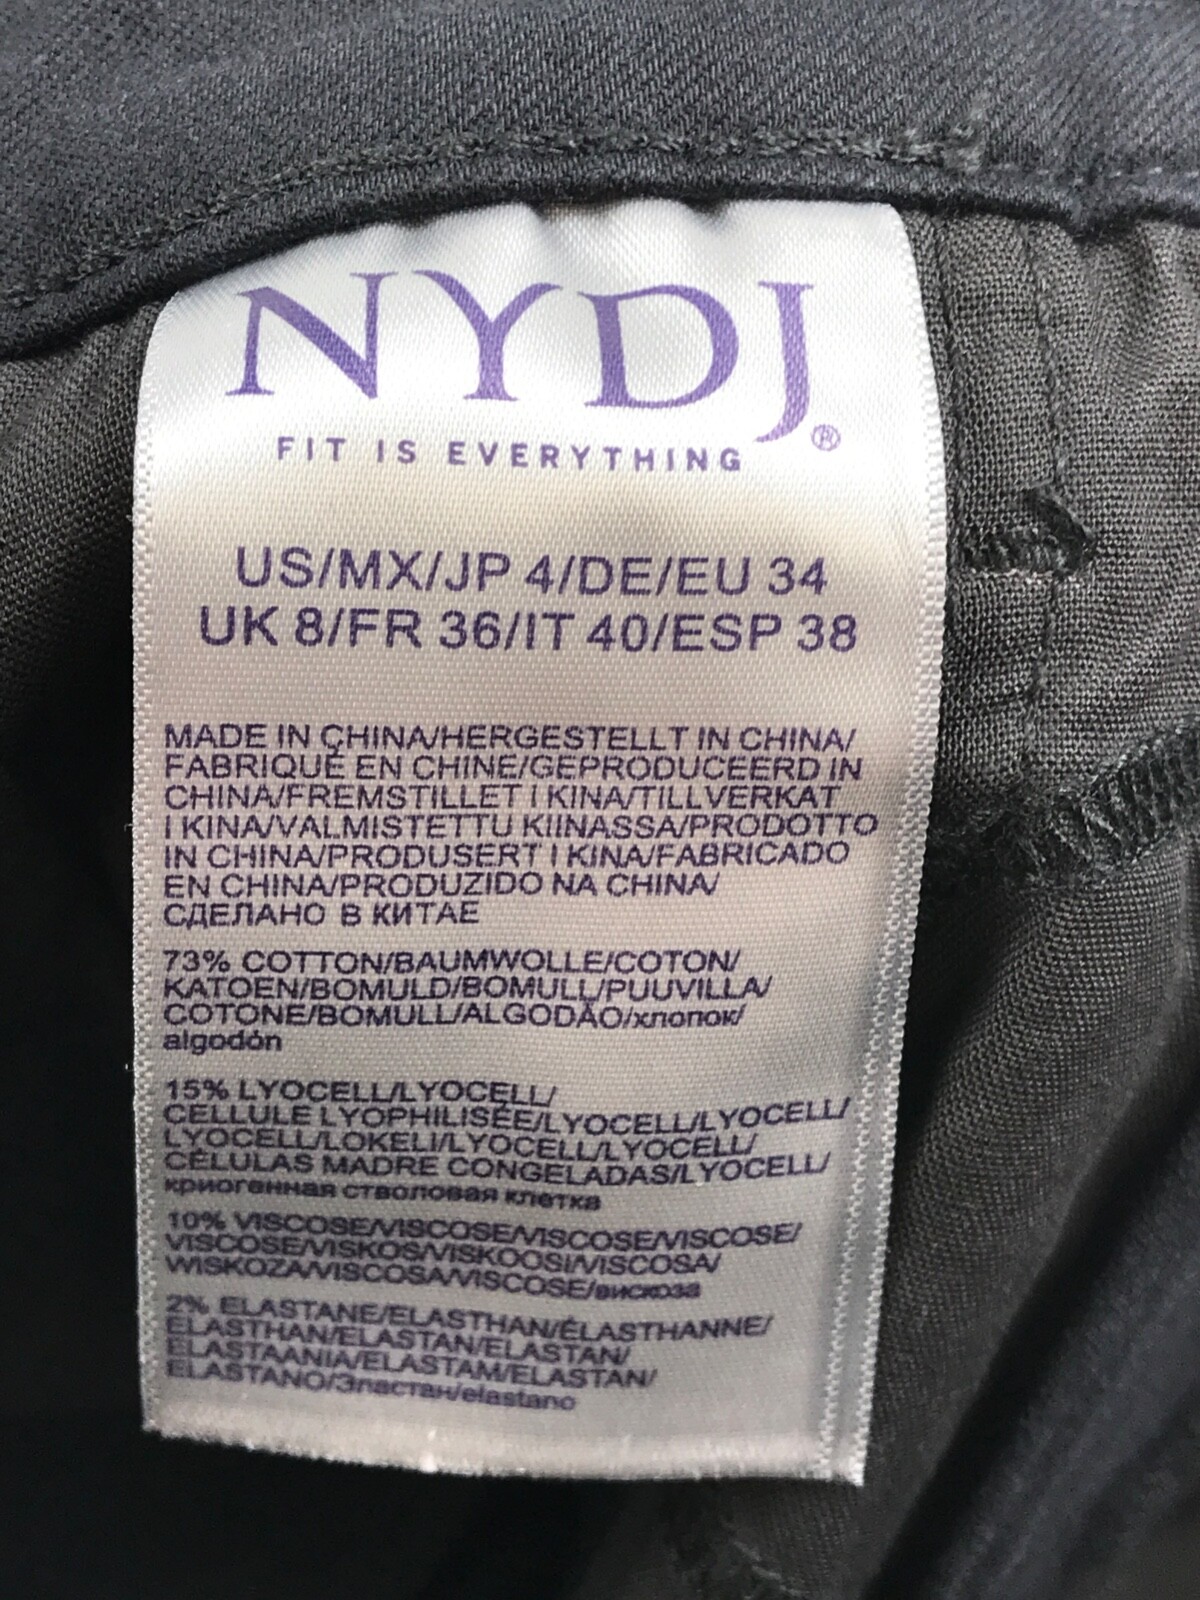 NYDJ®
FIT IS EVERYTHING
US/MX/JP 4/DE/EU 34
UK 8/FR 36/IT 40/ESP 38
MADE IN CHINA/HERGESTELLT IN CHINA/
FABRIQUÉ EN CHINE/GEPRODUCEERD IN
CHINA/FREMSTILLET I KINA/TILLVERKAT
I KINA/VALMISTETTU KIINASSA/PRODOTTO
IN CHINA/PRODUSERT I KINA/FABRICADO
EN CHINA/PRODUZIDO NA CHINA/
СДЕЛАНО В КИТАЕ
73% COTTON/BAUMWOLLE/COTON/
KATOEN/BOMULD/BOMULL/PUUVILLA/
COTONE/BOMULL/ALGODÃO/хлопок/
algodón
15% LYOCELL/LYOCELL/
CELLULE LYOPHILISÉE/LYOCELL/LYOCELL/
LYOCELL/LOKELI/LYOCELL/LYOCELL/
CÉLULAS MADRE CONGELADAS/LYOCELL/
криогенная стволовая клетка
10% VISCOSE/VISCOSE/VISCOSE/VISCOSE/
VISCOSE/VISKOS/VISKOOSI/VISCOSA/
WISKOZA/VISCOSA/VISCOSE/вискоза
2% ELASTANE/ELASTHAN/ÉLASTHANNE/
ELASTHAN/ELASTAN/ELASTAN/
ELASTAANIA/ELASTAM/ELASTAN/
ELASTANO/Эластан/elastano